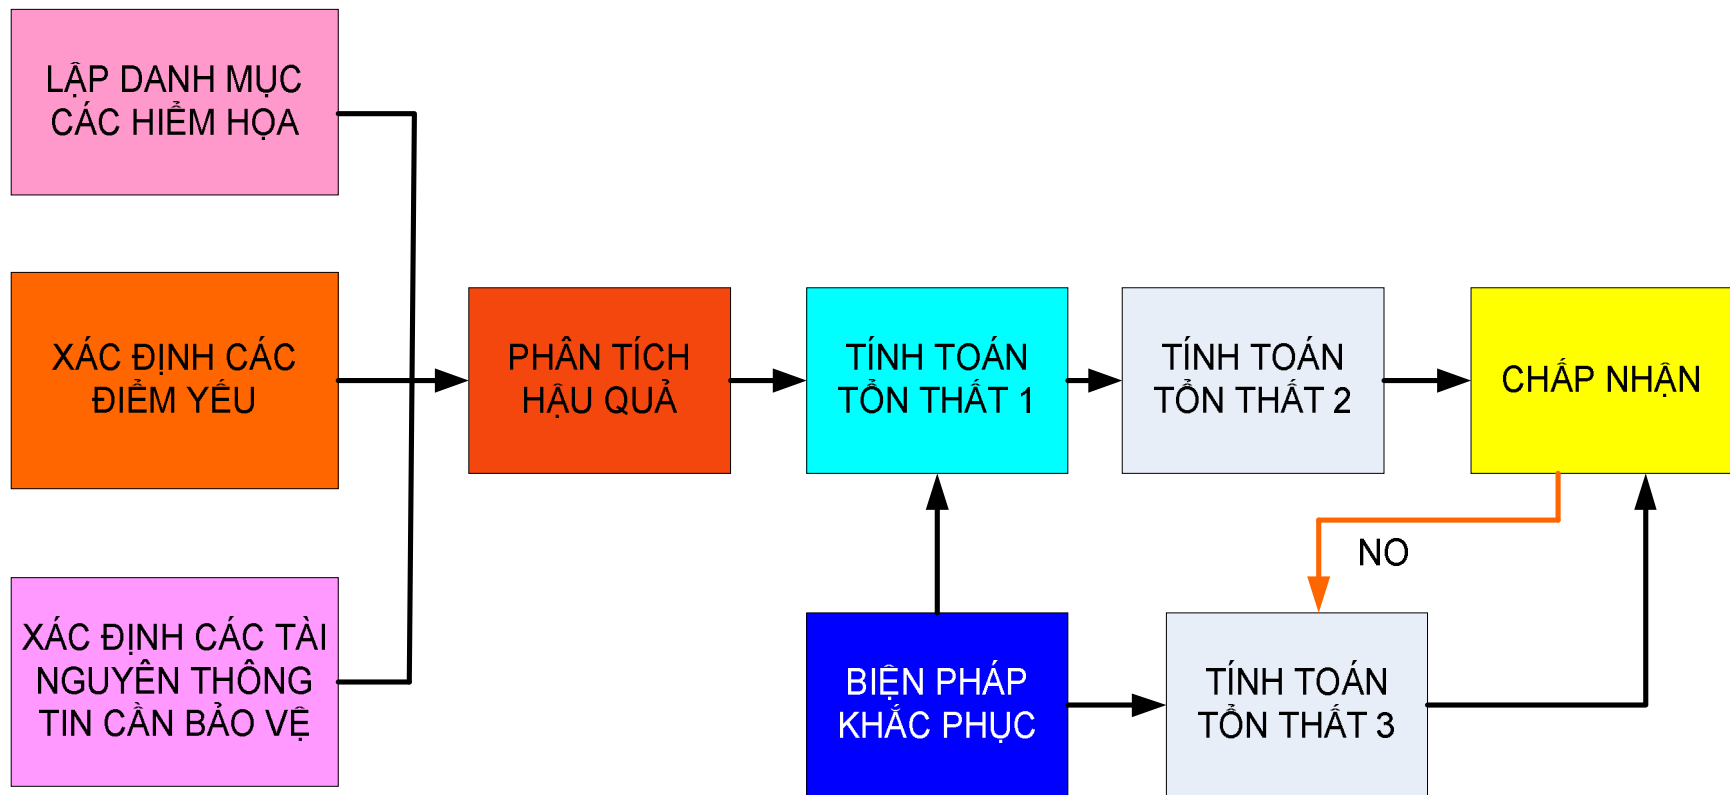 LẬP DANH MỤC
CÁC HIỂM HỌA
XÁC ĐỊNH CÁC
ĐIỂM YẾU
XÁC ĐỊNH CÁC TÀI
NGUYÊN THÔNG
TIN CẦN BẢO VỆ
PHÂN TÍCH
HẬU QUẢ
TÍNH TOÁN
TỔN THẤT 1
TÍNH TOÁN
TỔN THẤT 2
CHẤP NHẬN
NO
BIỆN PHÁP
KHẮC PHỤC
TÍNH TOÁN
TỔN THẤT 3